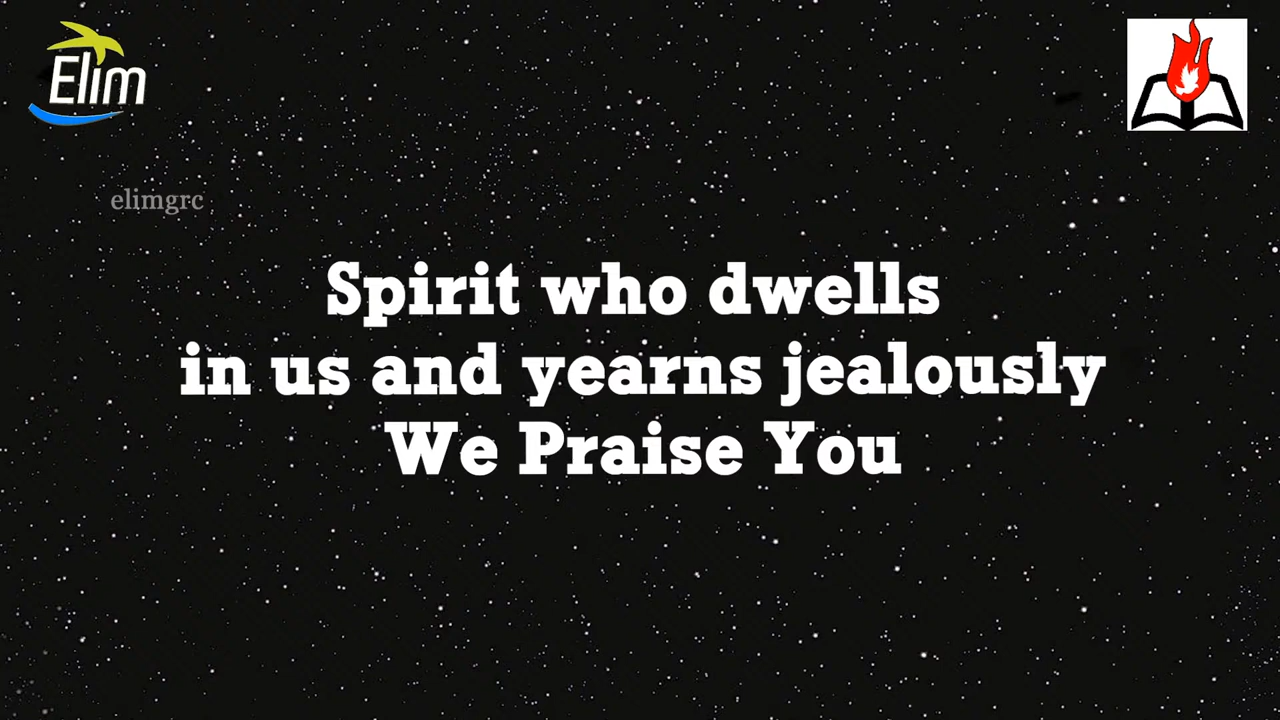 Elim
elimgrc
Spirit who dwells
in us and yearns jealously
We Praise You